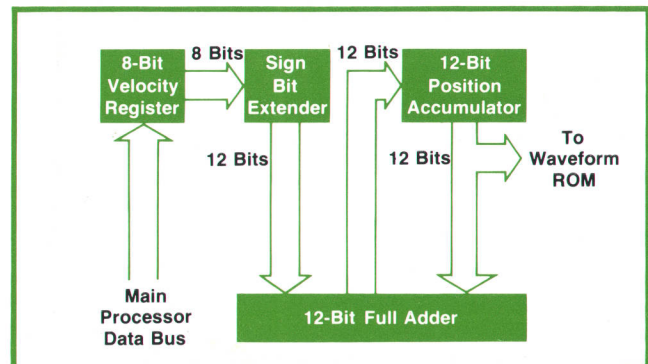 8-Bit
Velocity
Register
8 Bits
Sign
Bit
Extender
12 Bits
12-Bit
Position
Accumulator
12 Bits
12 Bits
To
Waveform
ROM
Main
Processor
Data Bus
12-Bit Full Adder